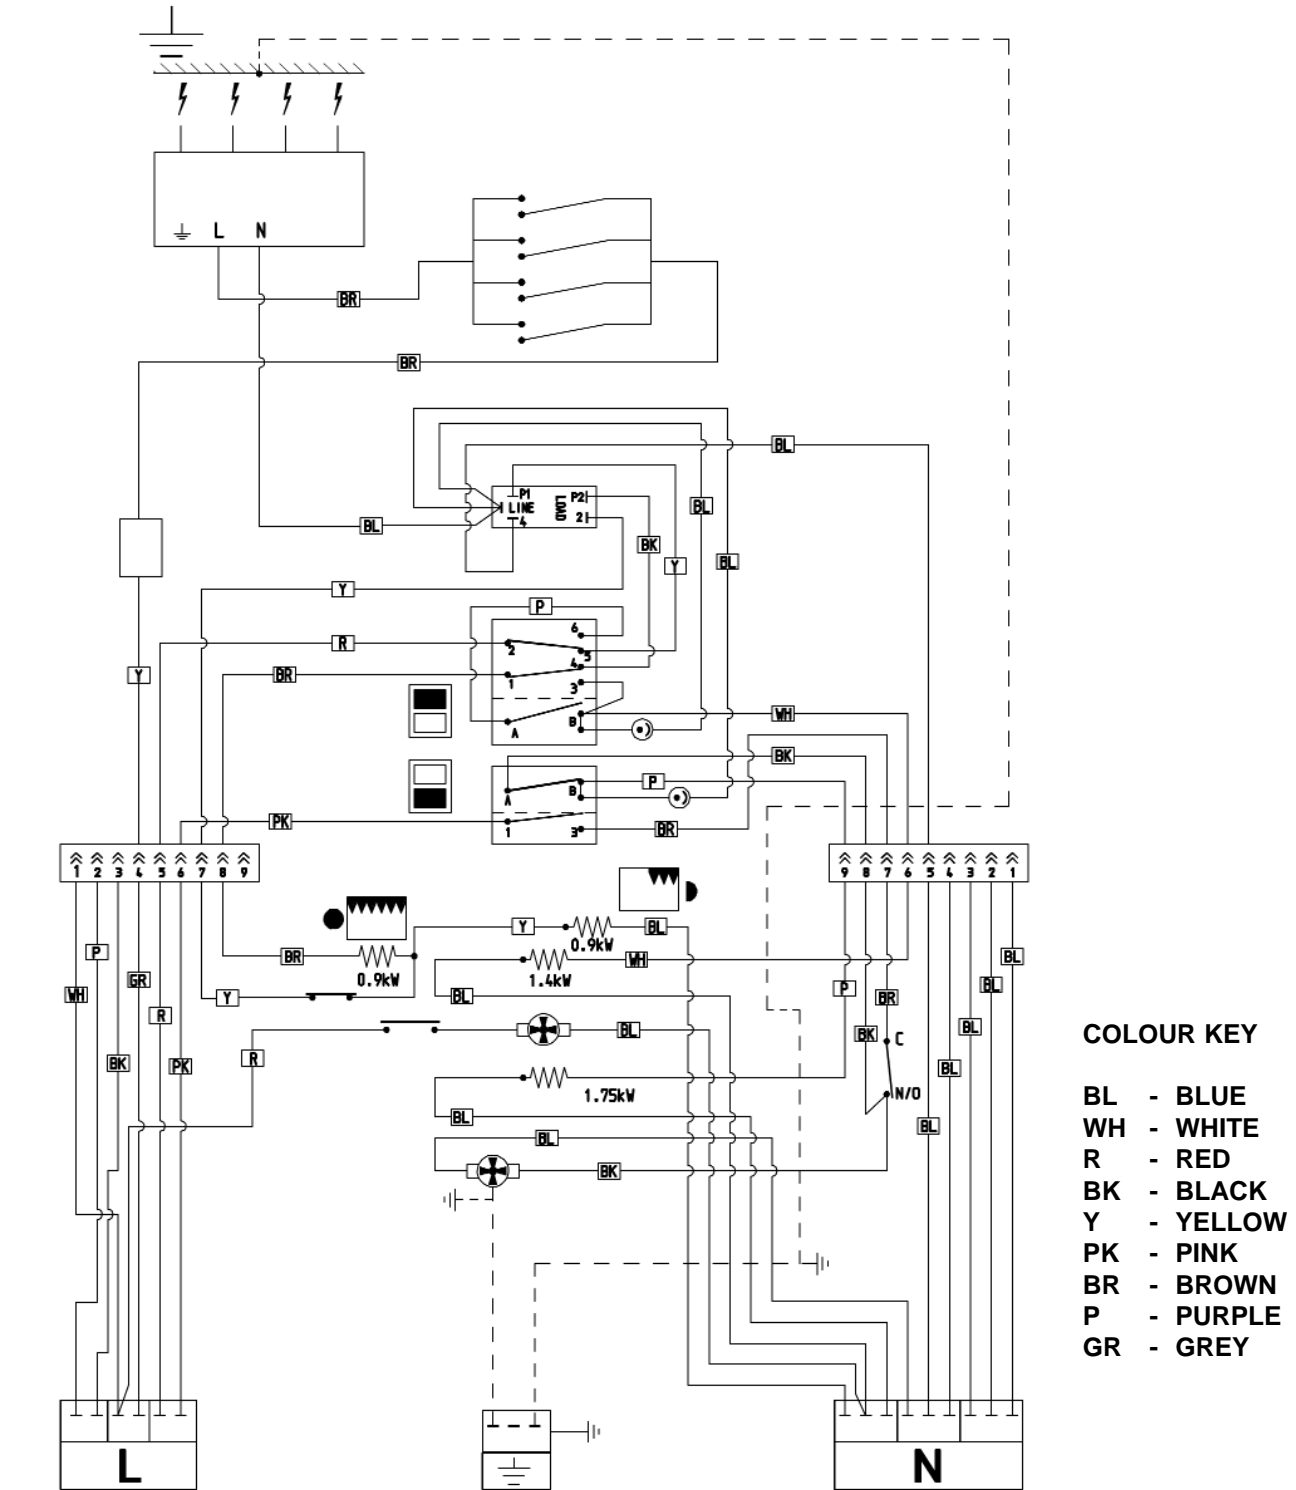 L N
BR
BR
BL
P1 P2
LINE LOAD
4 2
BL
BL
BK
Y
BL
Y
P
6
R
2 5
4
Y
BR
1
3
WH
B
A
BK
P
B
A
PK
1 3
BR
1 2 3 4 5 6 7 8 9
9 8 7 6 5 4 3 2 1
Y
BL
0.9kW
P
BR
WH
BL
0.9kW
1.4kW
GR
BL
P
WH
Y
BL
BR
R
BL
BL
BK
C
R
BK
PK
BL
1.75kW
N/O
BL
BL
BL
BK
L
N
COLOUR KEY
BL - BLUE
WH - WHITE
R - RED
BK - BLACK
Y - YELLOW
PK - PINK
BR - BROWN
P - PURPLE
GR - GREY